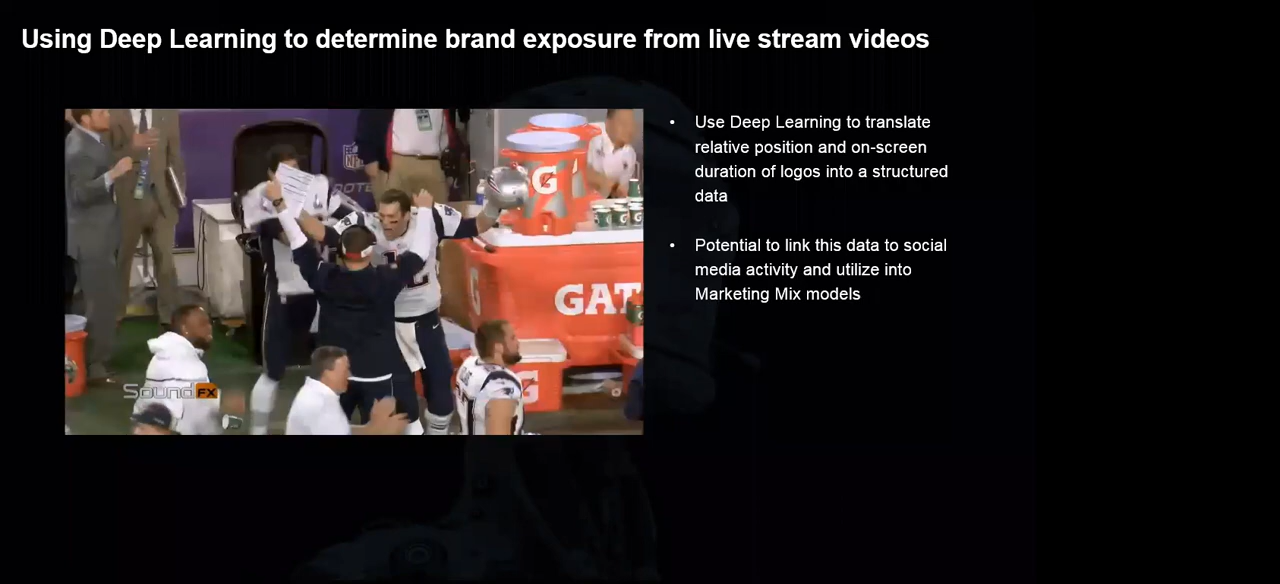 Using Deep Learning to determine brand exposure from live stream videos
• Use Deep Learning to translate
relative position and on-screen
duration of logos into a structured
data
• Potential to link this data to social
media activity and utilize into
Marketing Mix models
NFL
G
GAT
G
SoundFX